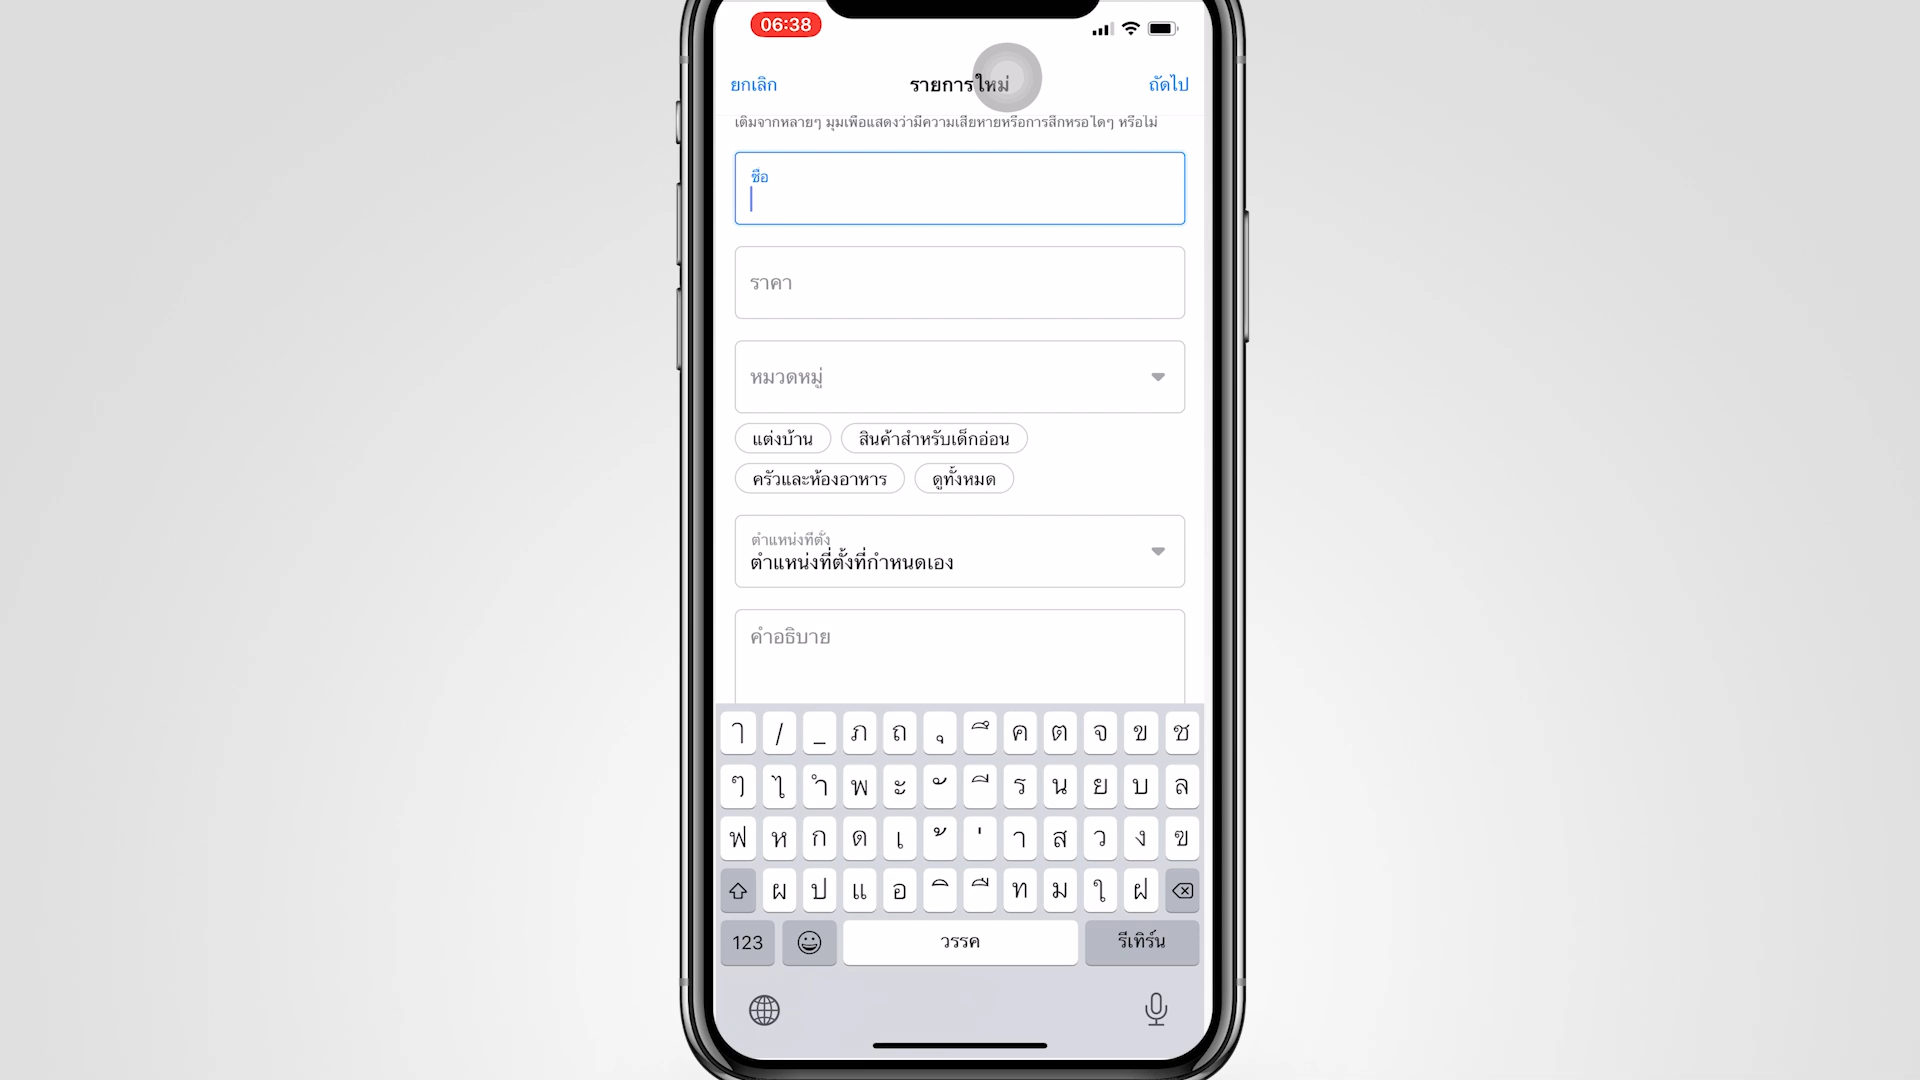 06:38
ยกเลิก รายการใหม่ ถัดไป
เติมจากหลายๆ มุมเพื่อแสดงว่ามีความเสียหายหรือการสึกหรอใดๆ หรือไม่
ชื่อ
ราคา
หมวดหมู่
แต่งบ้าน สินค้าสำหรับเด็กอ่อน
ครัวและห้องอาหาร ดูทั้งหมด
ตำแหน่งที่ตั้ง
ตำแหน่งที่ตั้งที่กำหนดเอง
คำอธิบาย
ๅ / _ ภ ถ ุ ึ ค ต จ ข ช
ๆ ไ ำ พ ะ ั ี ร น ย บ ล
ฟ ห ก ด เ ้ ่ า ส ว ง ฃ
ผ ป แ อ ิ ื ท ม ใ ฝ
123 วรรค รีเทิร์น